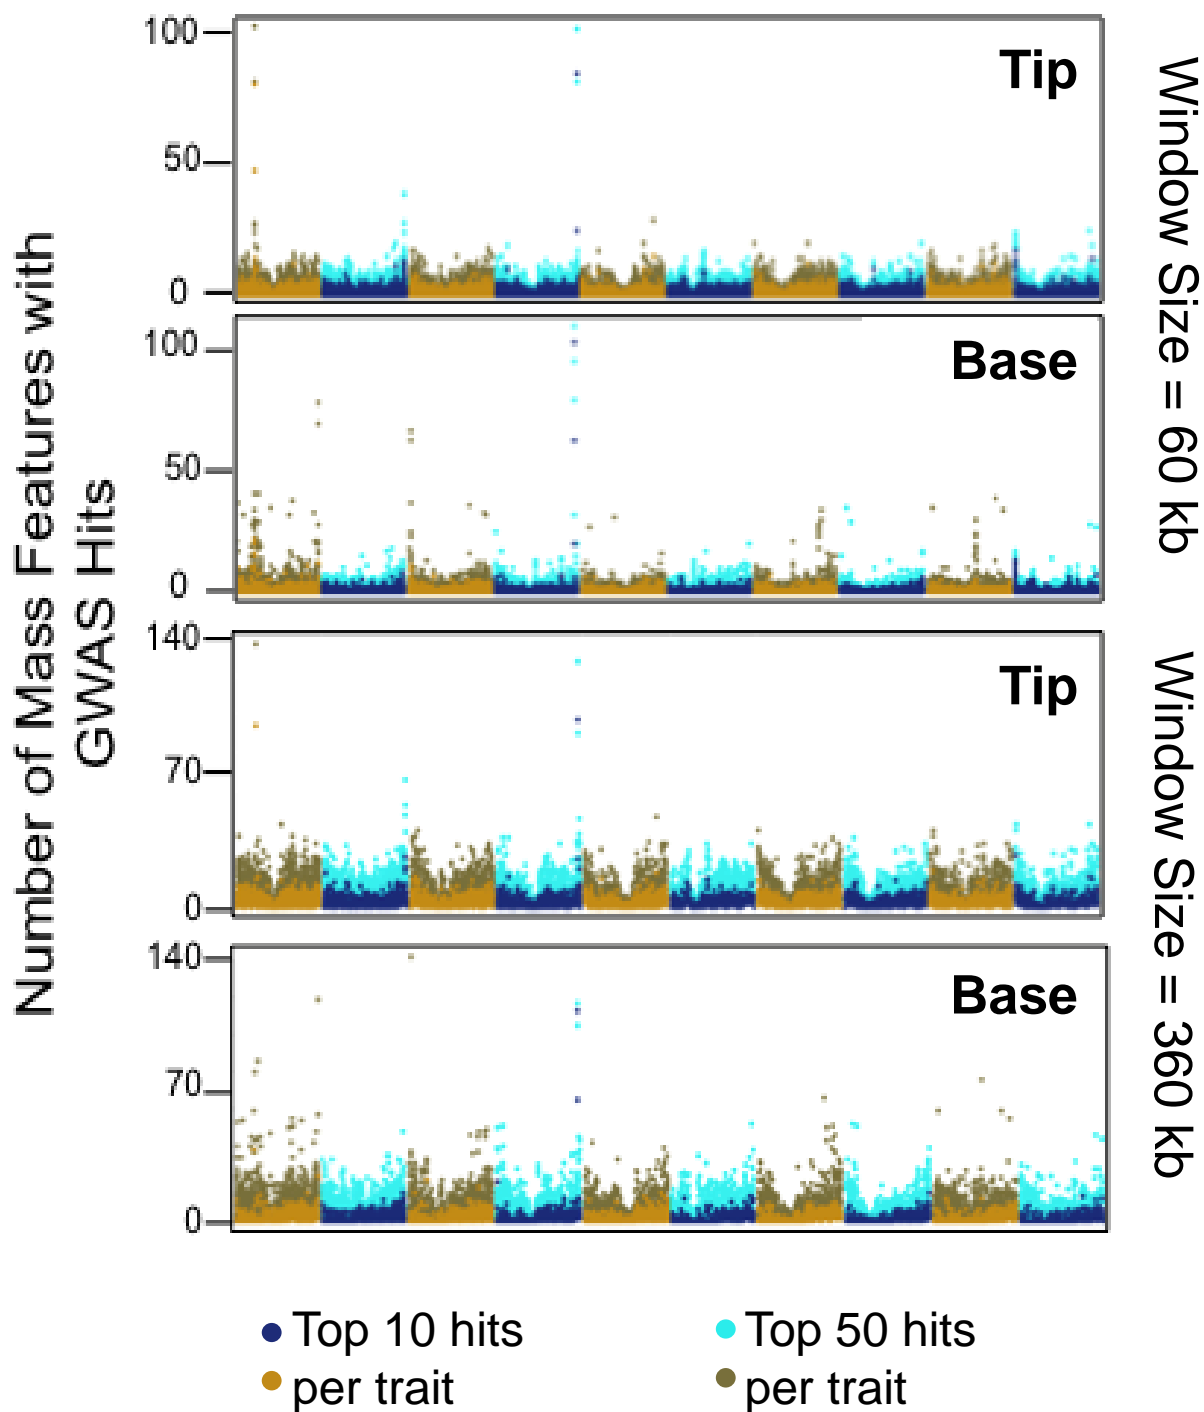 Number of Mass Features with
GWAS Hits
100
50
0
Tip
100
50
0
Base
Window Size = 60 kb
140
70
0
Tip
140
70
0
Base
Window Size = 360 kb
Top 10 hits
per trait
Top 50 hits
per trait